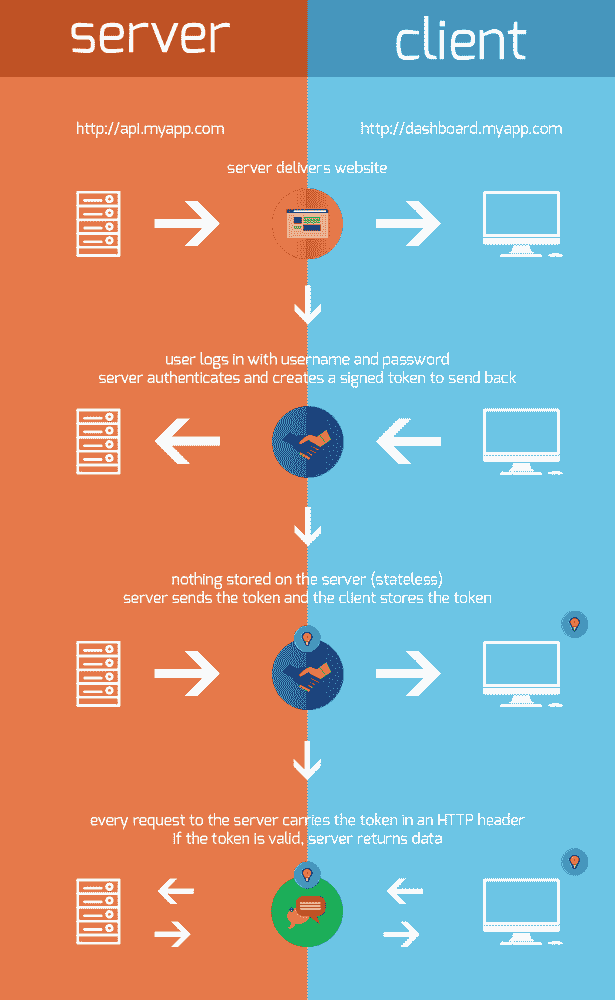 server
client
http://api.myapp.com
http://dashboard.myapp.com
server delivers website
user logs in with username and password
server authenticates and creates a signed token to send back
nothing stored on the server (stateless)
server sends the token and the client stores the token
every request to the server carries the token in an HTTP header
if the token is valid, server returns data